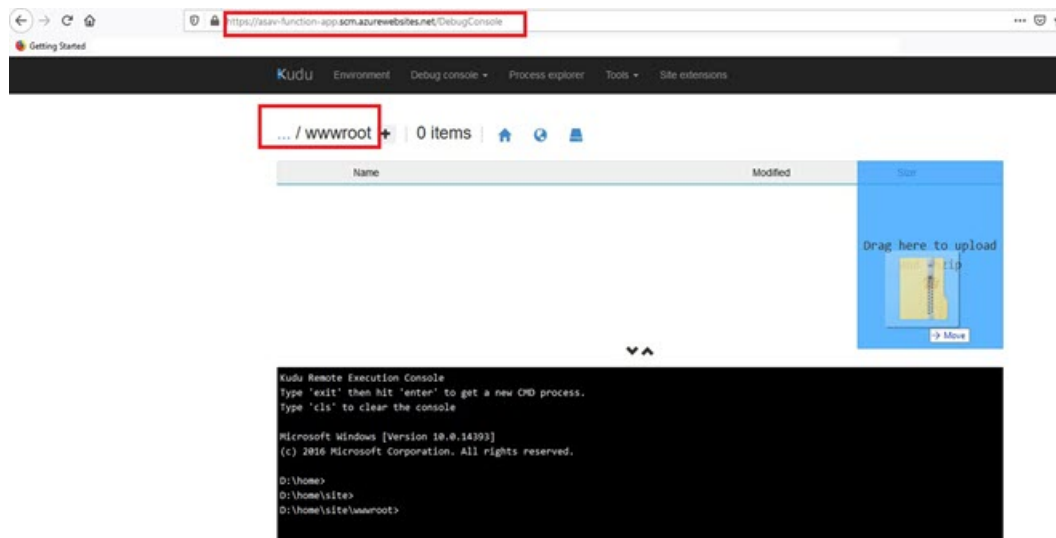 https://asav-function-app.scm.azurewebsites.net/DebugConsole
Getting Started
Kudu Environment Debug console Process explorer Tools Site extensions
... / wwwroot + 0 items
Name Modified Size
Drag here to upload
zip
Move
Kudu Remote Execution Console
Type 'exit' then hit 'enter' to get a new CMD process.
Type 'cls' to clear the console
Microsoft Windows [Version 10.0.14393]
(c) 2016 Microsoft Corporation. All rights reserved.
D:\home>
D:\home\site>
D:\home\site\wwwroot>